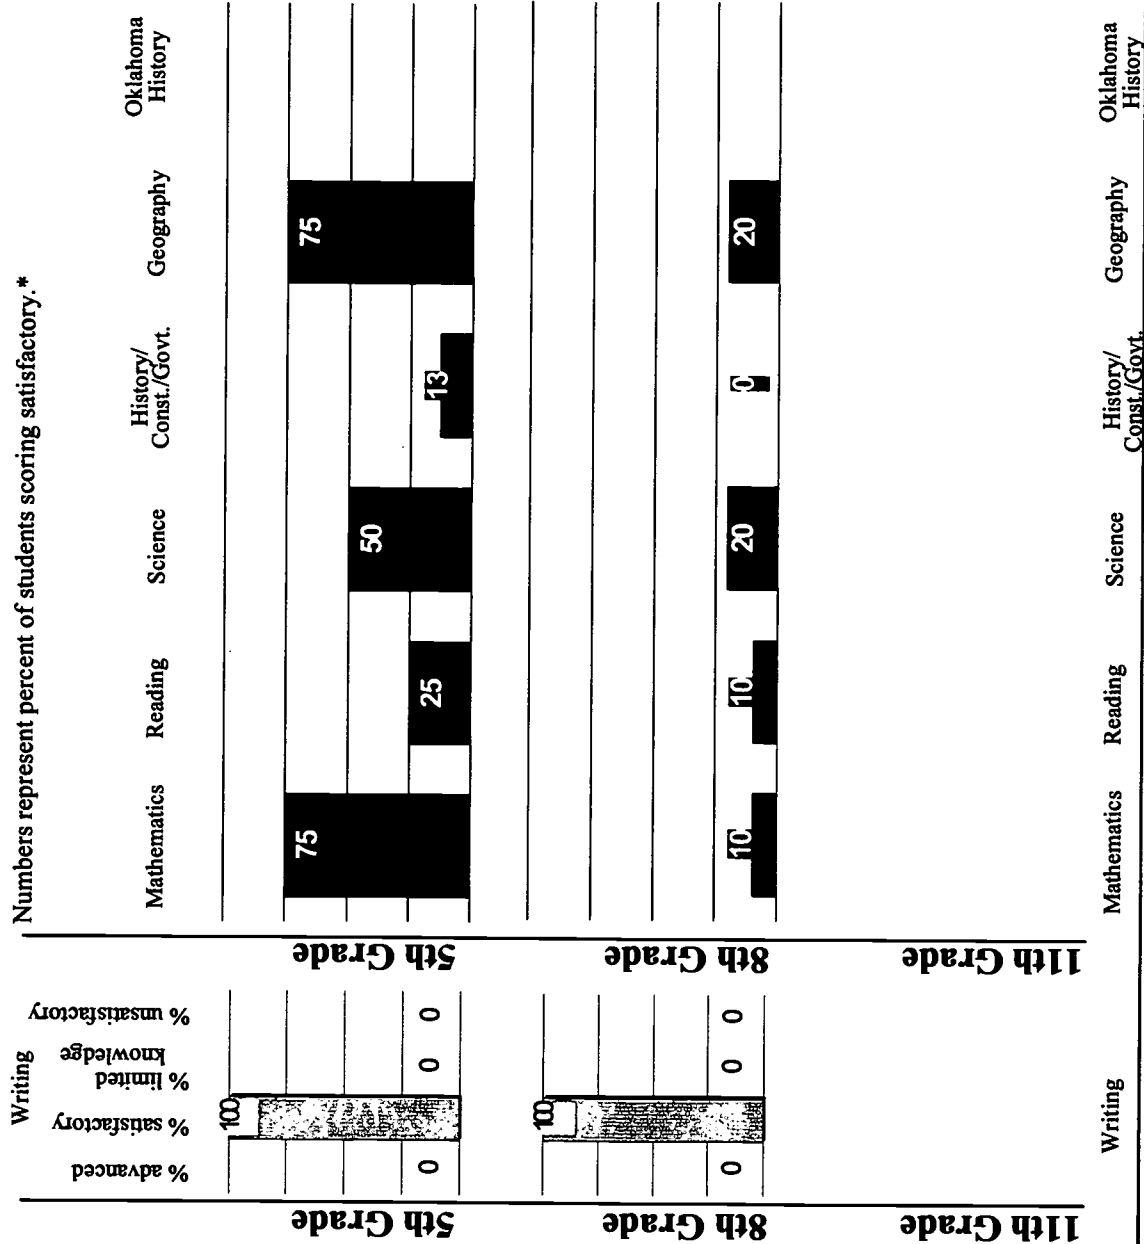 Numbers represent percent of students scoring satisfactory.*
Mathematics
Reading
Science
History/
Const./Govt.
Geography
Oklahoma
History
5th Grade
75
25
50
13
75
8th Grade
10
10
20
0
20
11th Grade
Mathematics
Reading
Science
History/
Const./Govt.
Geography
Oklahoma
History
Writing
% advanced
% satisfactory
% limited
knowledge
% unsatisfactory
5th Grade
0
100
0
0
8th Grade
0
100
0
0
11th Grade
Writing